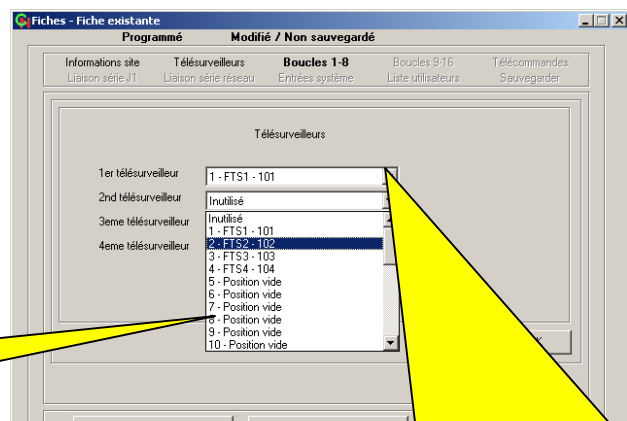 Fiches - Fiche existante
Programmé Modifié / Non sauvegardé
Informations site Télésurveilleurs Boucles 1-8 Boucles 9-16 Télécommandes
Liaison série J1 Liaison série réseau Entrées système Liste utilisateurs Sauvegarder
Télésurveilleurs
1er télésurveilleur 1 - FTS1 - 101
2nd télésurveilleur Inutilisé
3eme télésurveilleur
4eme télésurveilleur
Inutilisé
1 - FTS1 - 101
2 - FTS2 - 102
3 - FTS3 - 103
4 - FTS4 - 104
5 - Position vide
6 - Position vide
7 - Position vide
8 - Position vide
9 - Position vide
10 - Position vide